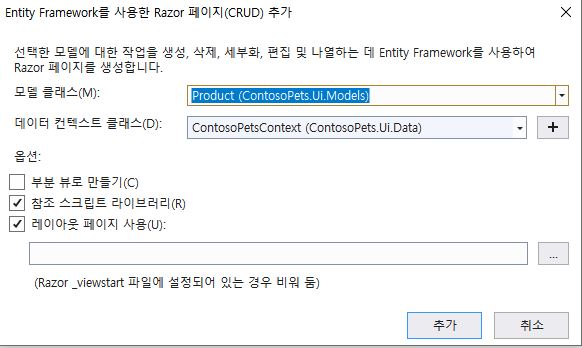 Entity Framework를 사용한 Razor 페이지(CRUD) 추가
선택한 모델에 대한 작업을 생성, 삭제, 세부화, 편집 및 나열하는 데 Entity Framework를 사용하여
Razor 페이지를 생성합니다.
모델 클래스(M): Product (ContosoPets.Ui.Models)
데이터 컨텍스트 클래스(D): ContosoPetsContext (ContosoPets.Ui.Data)
옵션:
부분 뷰로 만들기(C)
참조 스크립트 라이브러리(R)
레이아웃 페이지 사용(U):
...
(Razor _viewstart 파일에 설정되어 있는 경우 비워 둠)
추가 취소